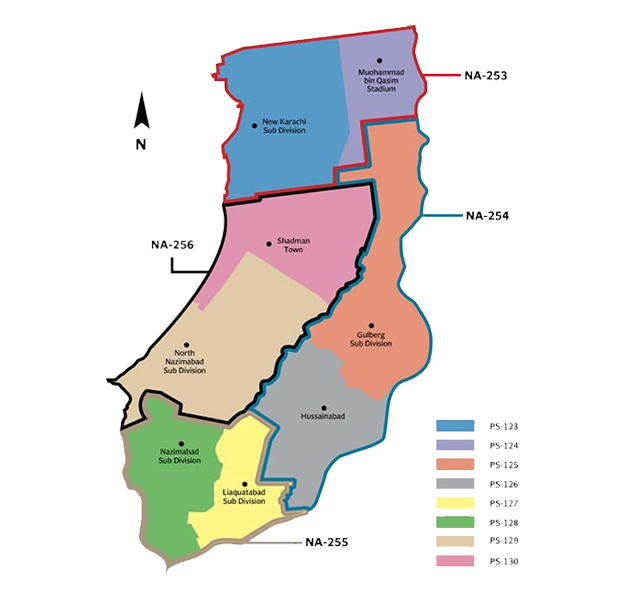 Muohammad
bin Qasim
Stadium
NA-253
New Karachi
Sub Division
N
NA-254
NA-256
Shadman
Town
Gulberg
Sub Division
North
Nazimabad
Sub Division
Hussainabad
Nazimabad
Sub Division
Liaquatabad
Sub Division
NA-255
PS-123
PS-124
PS-125
PS-126
PS-127
PS-128
PS-129
PS-130